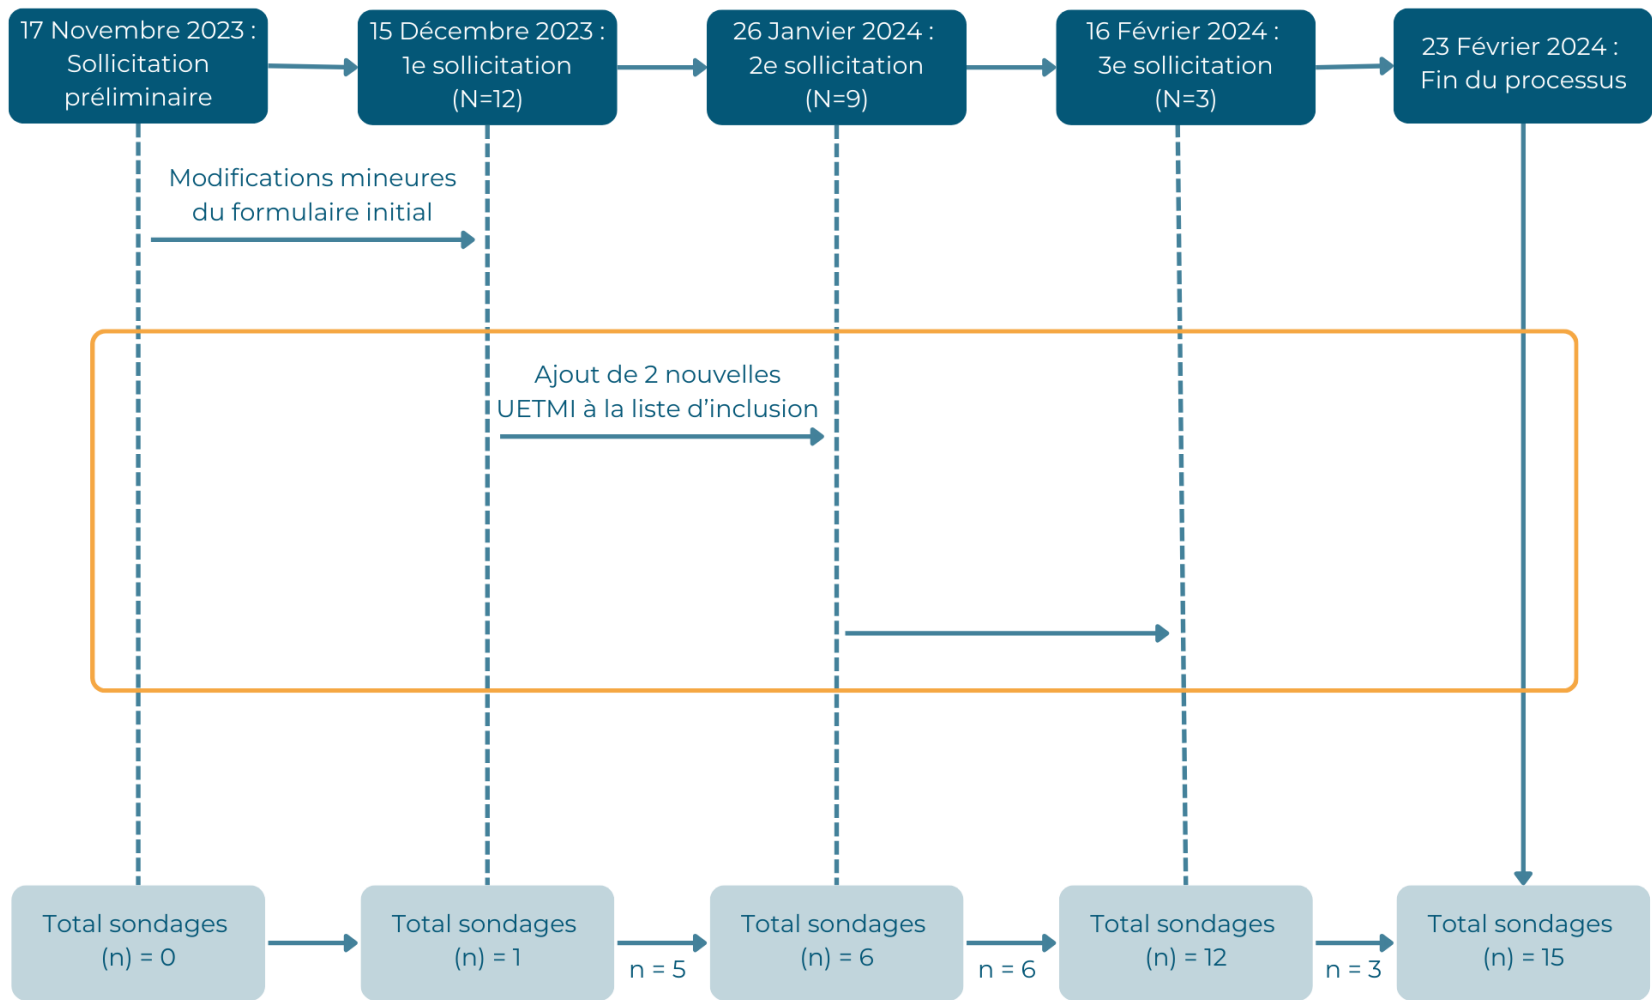 17 Novembre 2023 :
Sollicitation
préliminaire
15 Décembre 2023 :
1e sollicitation
(N=12)
26 Janvier 2024 :
2e sollicitation
(N=9)
16 Février 2024 :
3e sollicitation
(N=3)
23 Février 2024 :
Fin du processus
Modifications mineures
du formulaire initial
Ajout de 2 nouvelles
UETMI à la liste d’inclusion
Total sondages
(n) = 0
Total sondages
(n) = 1
n = 5
Total sondages
(n) = 6
n = 6
Total sondages
(n) = 12
n = 3
Total sondages
(n) = 15